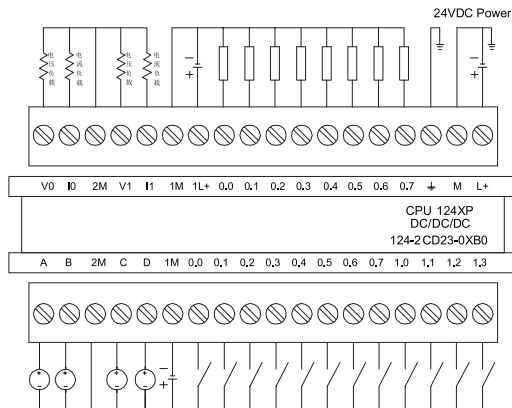 24VDC Power
电压负载 电流负载 电压负载 电流负载
V0 I0 2M V1 I1 1M 1L+ 0.0 0.1 0.2 0.3 0.4 0.5 0.6 0.7 M L+
CPU 124XP
DC/DC/DC
124-2CD23-0XB0
A B 2M C D 1M 0.0 0.1 0.2 0.3 0.4 0.5 0.6 0.7 1.0 1.1 1.2 1.3